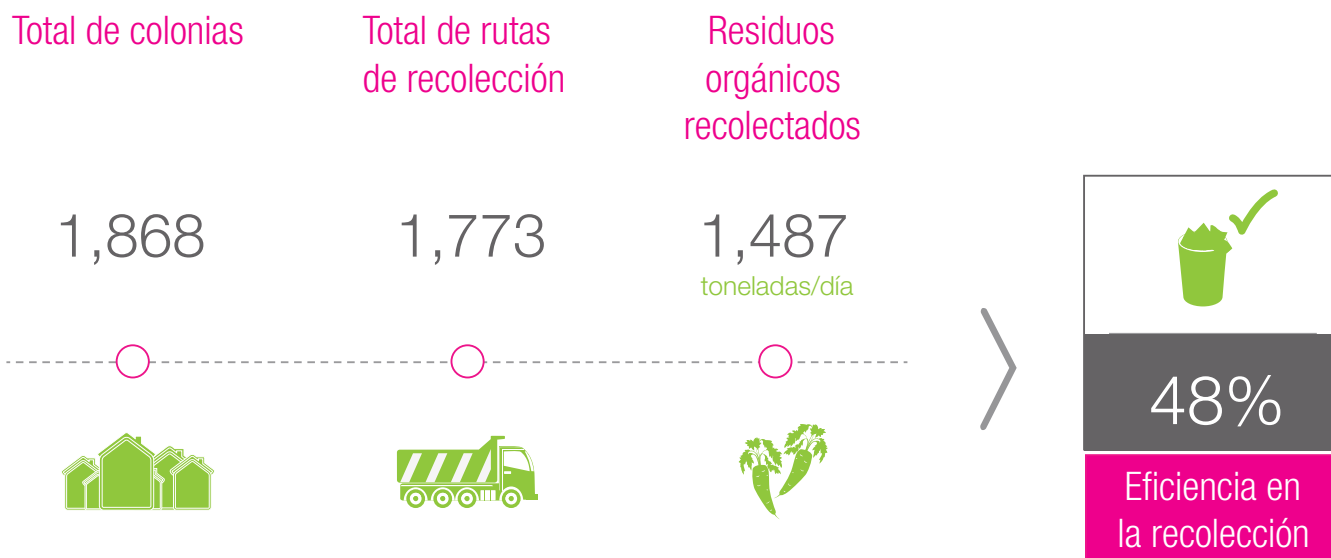 Total de colonias
1,868
Total de rutas
de recolección
1,773
Residuos
orgánicos
recolectados
1,487
toneladas/día
48%
Eficiencia en
la recolección